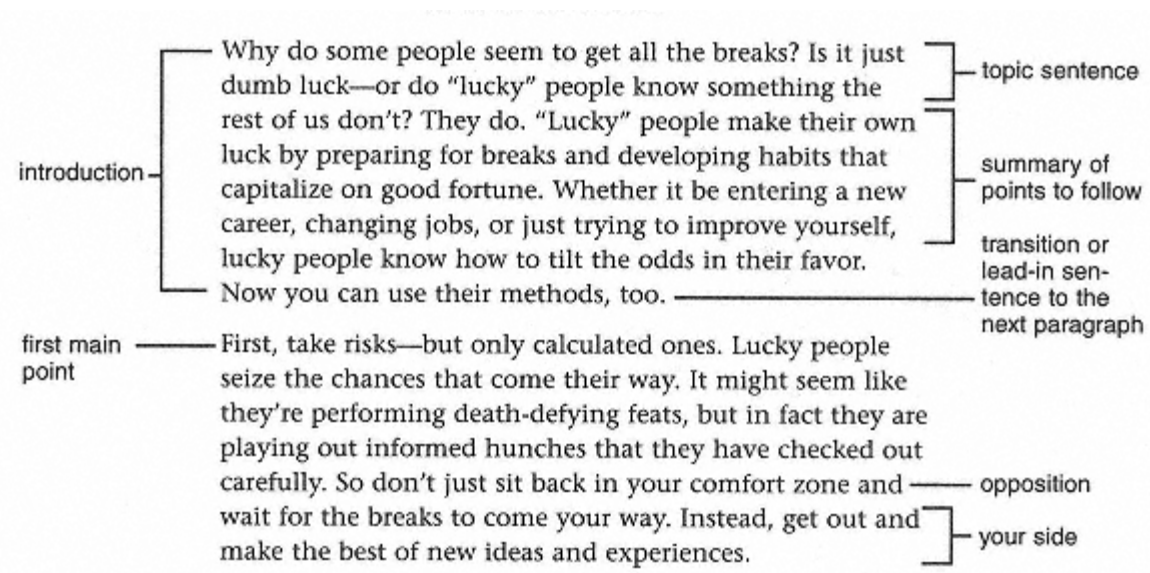 Why do some people seem to get all the breaks? Is it just
dumb luck—or do “lucky” people know something the
rest of us don’t? They do. “Lucky” people make their own
luck by preparing for breaks and developing habits that
capitalize on good fortune. Whether it be entering a new
career, changing jobs, or just trying to improve yourself,
lucky people know how to tilt the odds in their favor.
Now you can use their methods, too.
introduction
topic sentence
summary of
points to follow
transition or
lead-in sen-
tence to the
next paragraph
first main
point
First, take risks—but only calculated ones. Lucky people
seize the chances that come their way. It might seem like
they’re performing death-defying feats, but in fact they are
playing out informed hunches that they have checked out
carefully. So don’t just sit back in your comfort zone and
wait for the breaks to come your way. Instead, get out and
make the best of new ideas and experiences.
opposition
your side